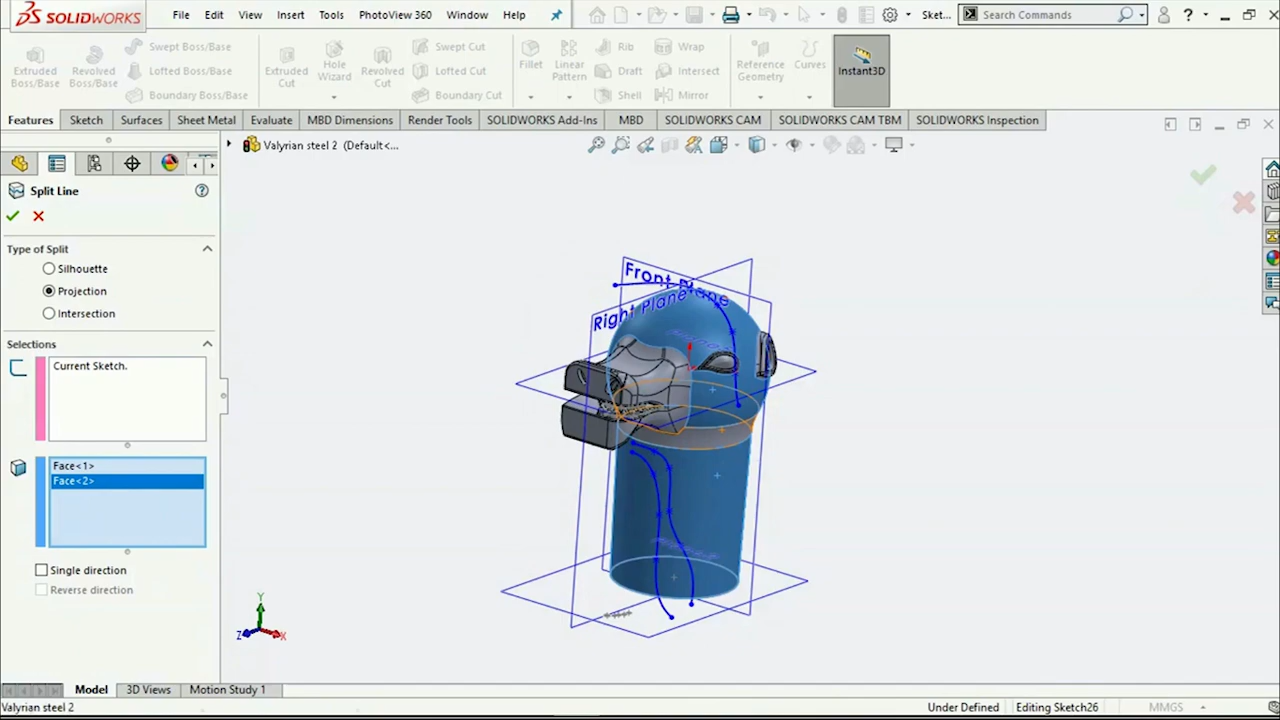 SOLIDWORKS File Edit View Insert Tools PhotoView 360 Window Help Sket... Search Commands ?
Extruded Boss/Base Revolved Boss/Base Swept Boss/Base Lofted Boss/Base Boundary Boss/Base Extruded Cut Hole Wizard Revolved Cut Swept Cut Lofted Cut Boundary Cut Fillet Linear Pattern Rib Draft Shell Wrap Intersect Mirror Reference Geometry Curves Instant3D
Features Sketch Surfaces Sheet Metal Evaluate MBD Dimensions Render Tools SOLIDWORKS Add-Ins MBD SOLIDWORKS CAM SOLIDWORKS CAM TBM SOLIDWORKS Inspection
Valyrian steel 2 (Default<...
Split Line ?
Type of Split
Silhouette
Projection
Intersection
Selections
Current Sketch.
Face<1>
Face<2>
Single direction
Reverse direction
Front Plane
Right Plane
Y
Z X
Model 3D Views Motion Study 1
Valyrian steel 2 Under Defined Editing Sketch26 MMGS